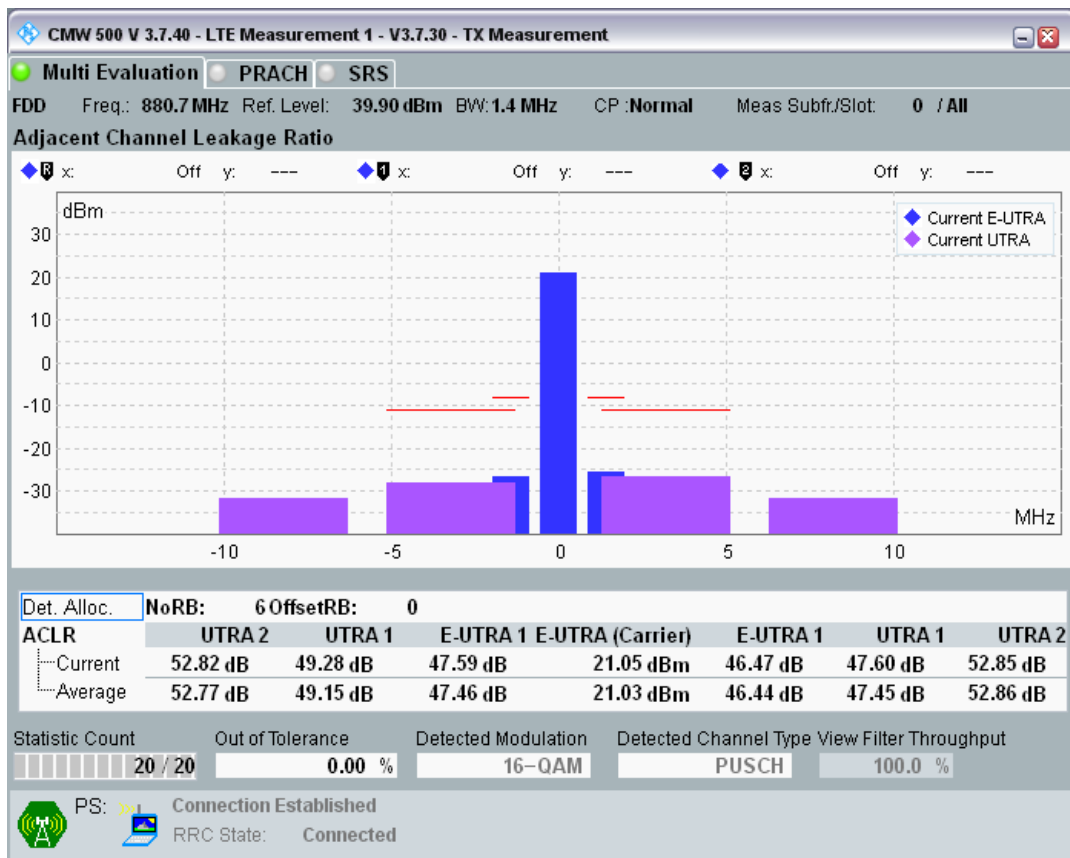 CMW 500 V 3.7.40 - LTE Measurement 1 - V3.7.30 - TX Measurement
Multi Evaluation PRACH SRS
FDD Freq.: 880.7 MHz Ref. Level: 39.90 dBm BW: 1.4 MHz CP :Normal Meas Subfr./Slot: 0 / All
Adjacent Channel Leakage Ratio
R x: Off y: --- 1 x: Off y: --- 2 x: Off y: ---
dBm
Current E-UTRA
Current UTRA
30
20
10
0
-10
-20
-30
MHz
-10 -5 0 5 10
Det. Alloc. NoRB: 6 OffsetRB: 0
ACLR UTRA 2 UTRA 1 E-UTRA 1 E-UTRA (Carrier) E-UTRA 1 UTRA 1 UTRA 2
Current 52.82 dB 49.28 dB 47.59 dB 21.05 dBm 46.47 dB 47.60 dB 52.85 dB
Average 52.77 dB 49.15 dB 47.46 dB 21.03 dBm 46.44 dB 47.45 dB 52.86 dB
Statistic Count Out of Tolerance Detected Modulation Detected Channel Type View Filter Throughput
20 / 20 0.00 % 16-QAM PUSCH 100.0 %
PS: Connection Established
RRC State: Connected